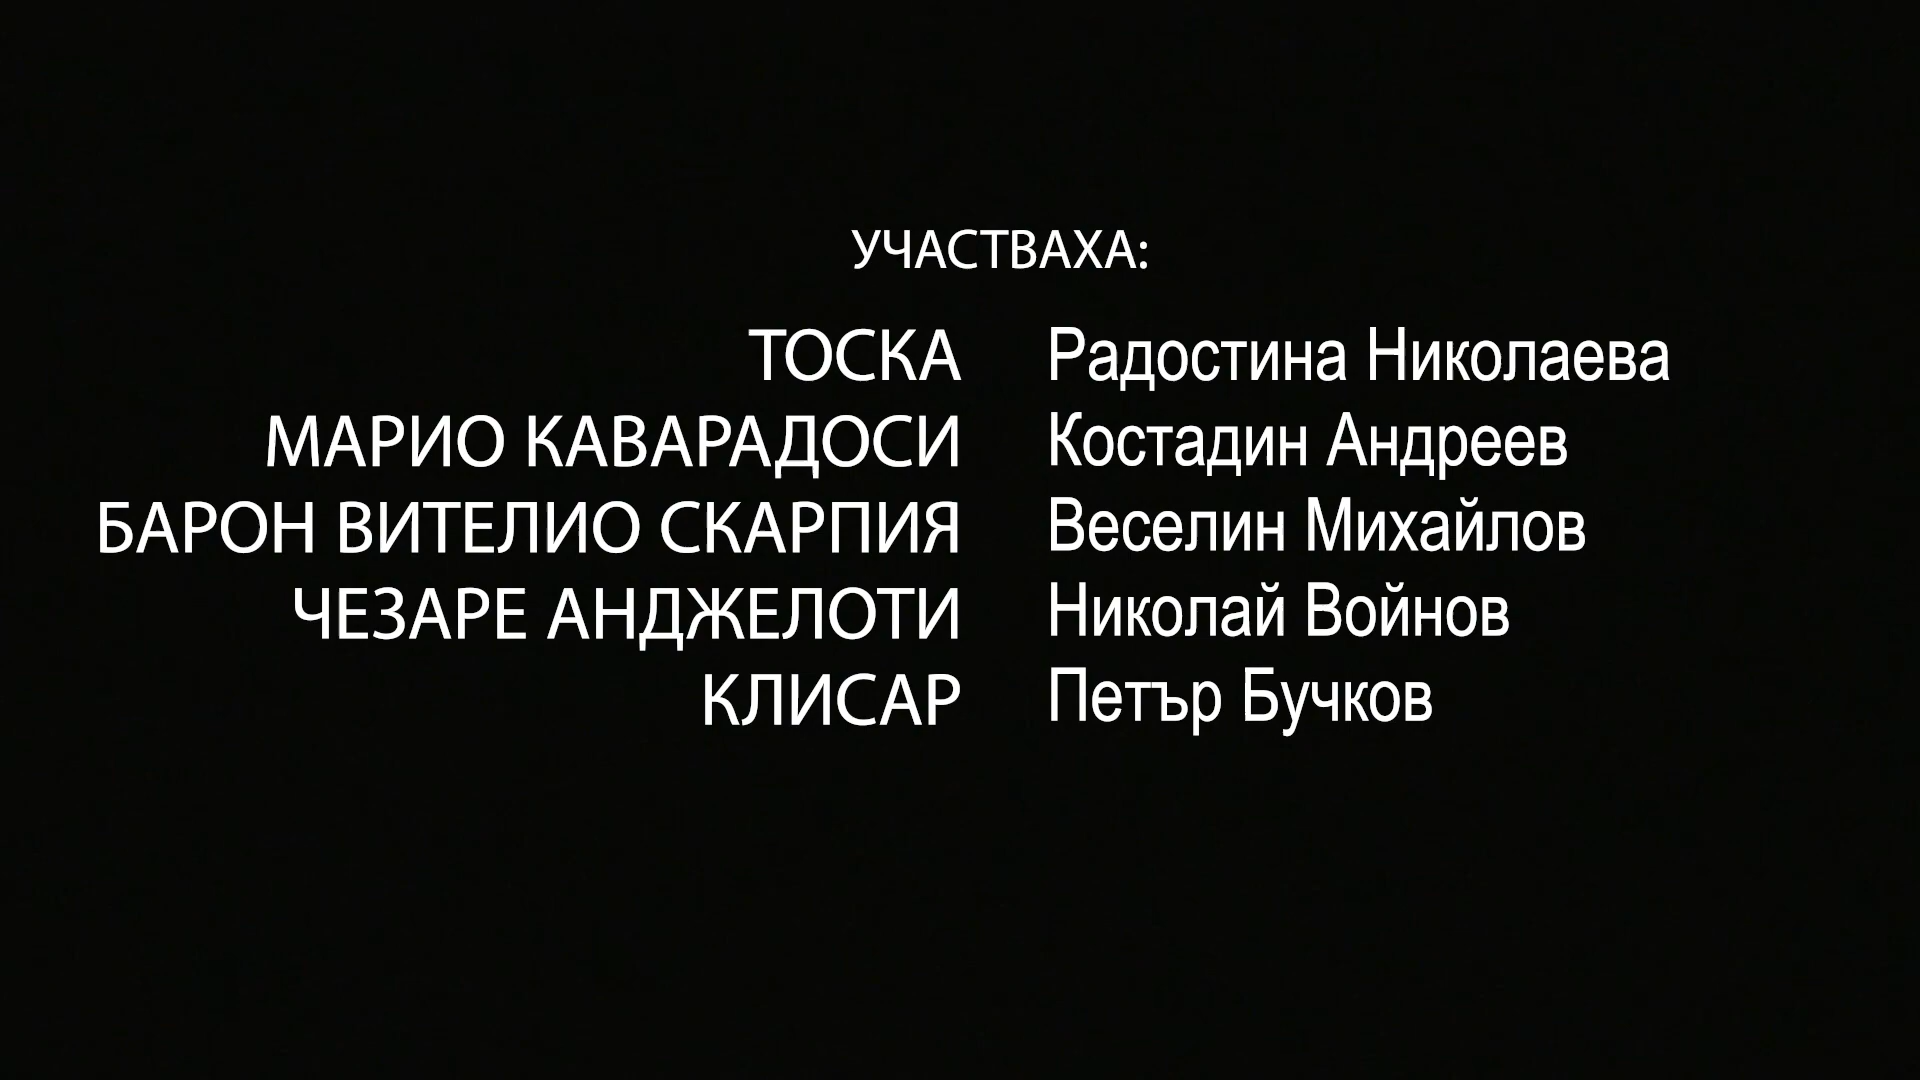 УЧАСТВАХА:
ТОСКА Радостина Николаева
МАРИО КАВАРАДОСИ Костадин Андреев
БАРОН ВИТЕЛИО СКАРПИЯ Веселин Михайлов
ЧЕЗАРЕ АНДЖЕЛОТИ Николай Войнов
КЛИСАР Петър Бучков